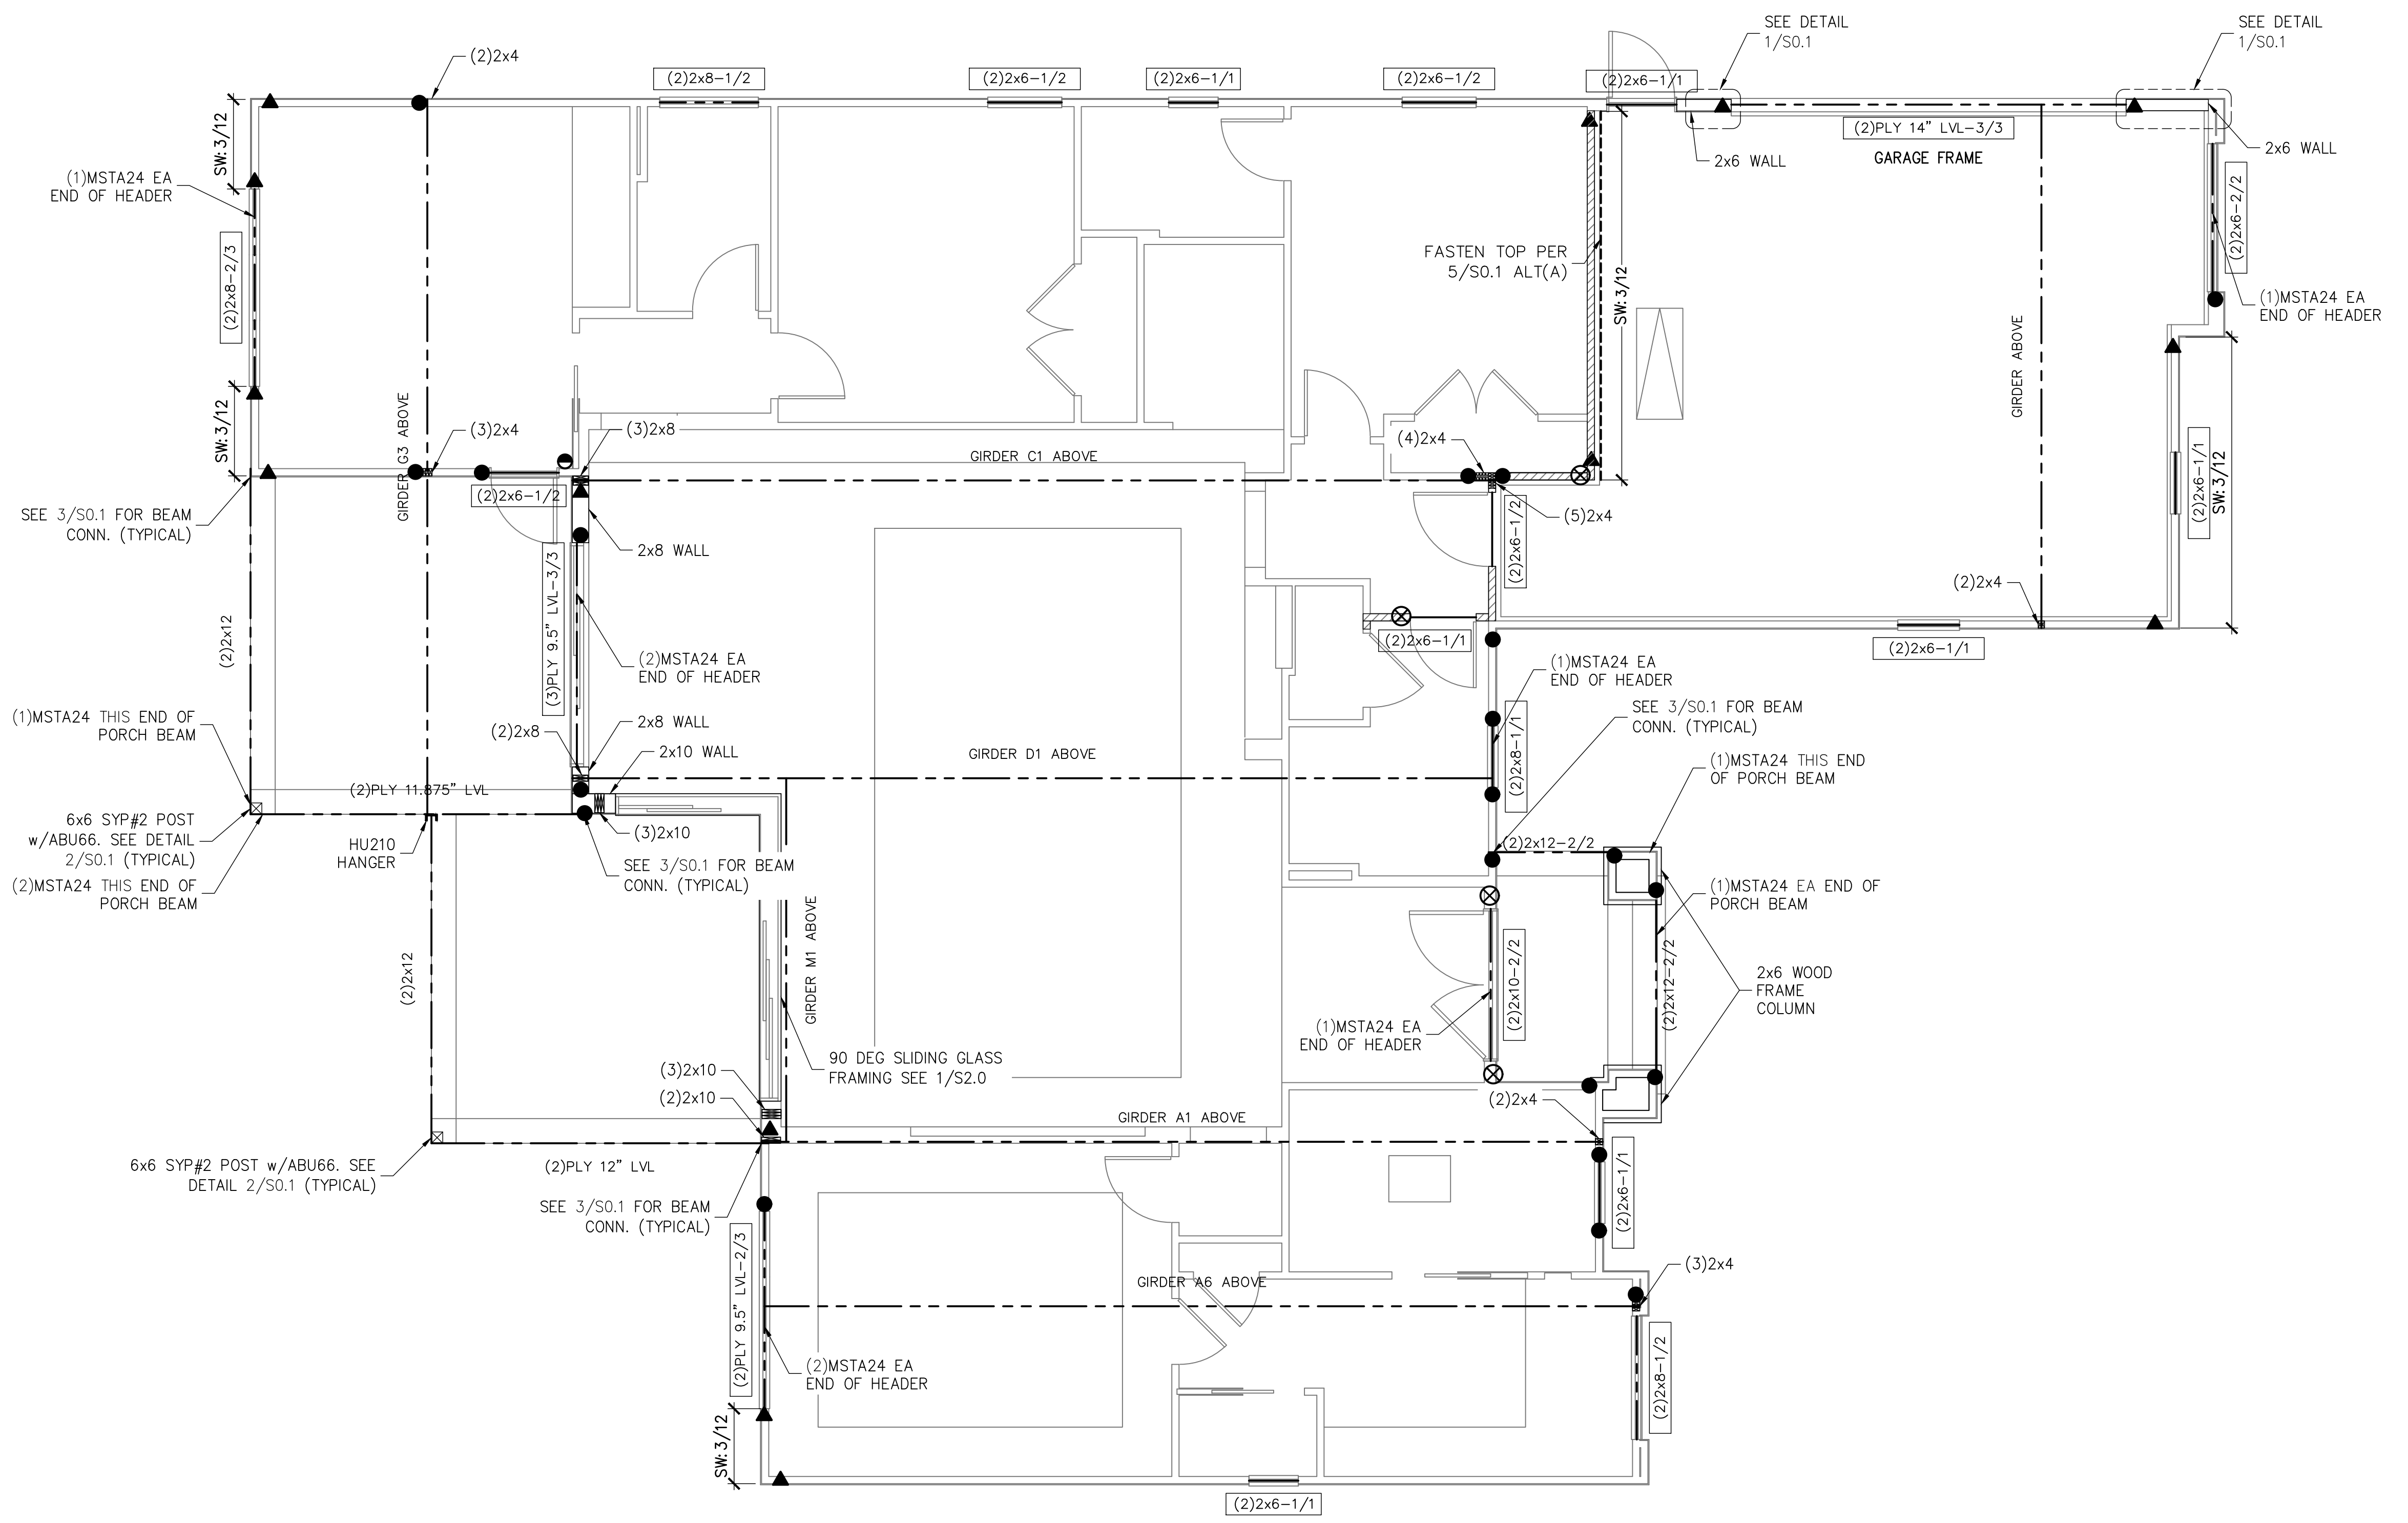 SEE DETAIL
1/S0.1
SEE DETAIL
1/S0.1
(2)2x4
(2)2x8-1/2
(2)2x6-1/2
(2)2x6-1/1
(2)2x6-1/2
(2)2x6-1/1
(2)PLY 14" LVL-3/3
GARAGE FRAME
2x6 WALL
2x6 WALL
SW:3/12
(1)MSTA24 EA
END OF HEADER
(2)2x8-2/3
SW:3/12
(2)2x6-2/2
(1)MSTA24 EA
END OF HEADER
FASTEN TOP PER
5/S0.1 ALT(A)
SW:3/12
GIRDER ABOVE
GIRDER G3 ABOVE
(3)2x4
(3)2x8
GIRDER C1 ABOVE
(4)2x4
(2)2x6-1/1
SW:3/12
(2)2x6-1/2
(2)2x6-1/2
(5)2x4
SEE 3/S0.1 FOR BEAM
CONN. (TYPICAL)
2x8 WALL
(2)2x4
(2)2x12
(3)PLY 9.5" LVL-3/3
(2)MSTA24 EA
END OF HEADER
(2)2x6-1/1
(2)2x6-1/1
(1)MSTA24 EA
END OF HEADER
SEE 3/S0.1 FOR BEAM
CONN. (TYPICAL)
(2)2x8-1/1
(1)MSTA24 THIS END OF
PORCH BEAM
(2)2x8
2x8 WALL
2x10 WALL
GIRDER D1 ABOVE
(1)MSTA24 THIS END
OF PORCH BEAM
(2)PLY 11.875" LVL
6x6 SYP#2 POST
w/ABU66. SEE DETAIL
2/S0.1 (TYPICAL)
(2)MSTA24 THIS END OF
PORCH BEAM
HU210
HANGER
(3)2x10
SEE 3/S0.1 FOR BEAM
CONN. (TYPICAL)
(2)2x12-2/2
(1)MSTA24 EA END OF
PORCH BEAM
GIRDER M1 ABOVE
(2)2x12
(2)2x10-2/2
(2)2x12-2/2
2x6 WOOD
FRAME
COLUMN
(1)MSTA24 EA
END OF HEADER
90 DEG SLIDING GLASS
FRAMING SEE 1/S2.0
(3)2x10
(2)2x10
(2)2x4
GIRDER A1 ABOVE
6x6 SYP#2 POST w/ABU66. SEE
DETAIL 2/S0.1 (TYPICAL)
(2)PLY 12" LVL
SEE 3/S0.1 FOR BEAM
CONN. (TYPICAL)
(2)2x6-1/1
(2)PLY 9.5" LVL-2/3
GIRDER A6 ABOVE
(3)2x4
(2)MSTA24 EA
END OF HEADER
(2)2x8-1/2
SW:3/12
(2)2x6-1/1